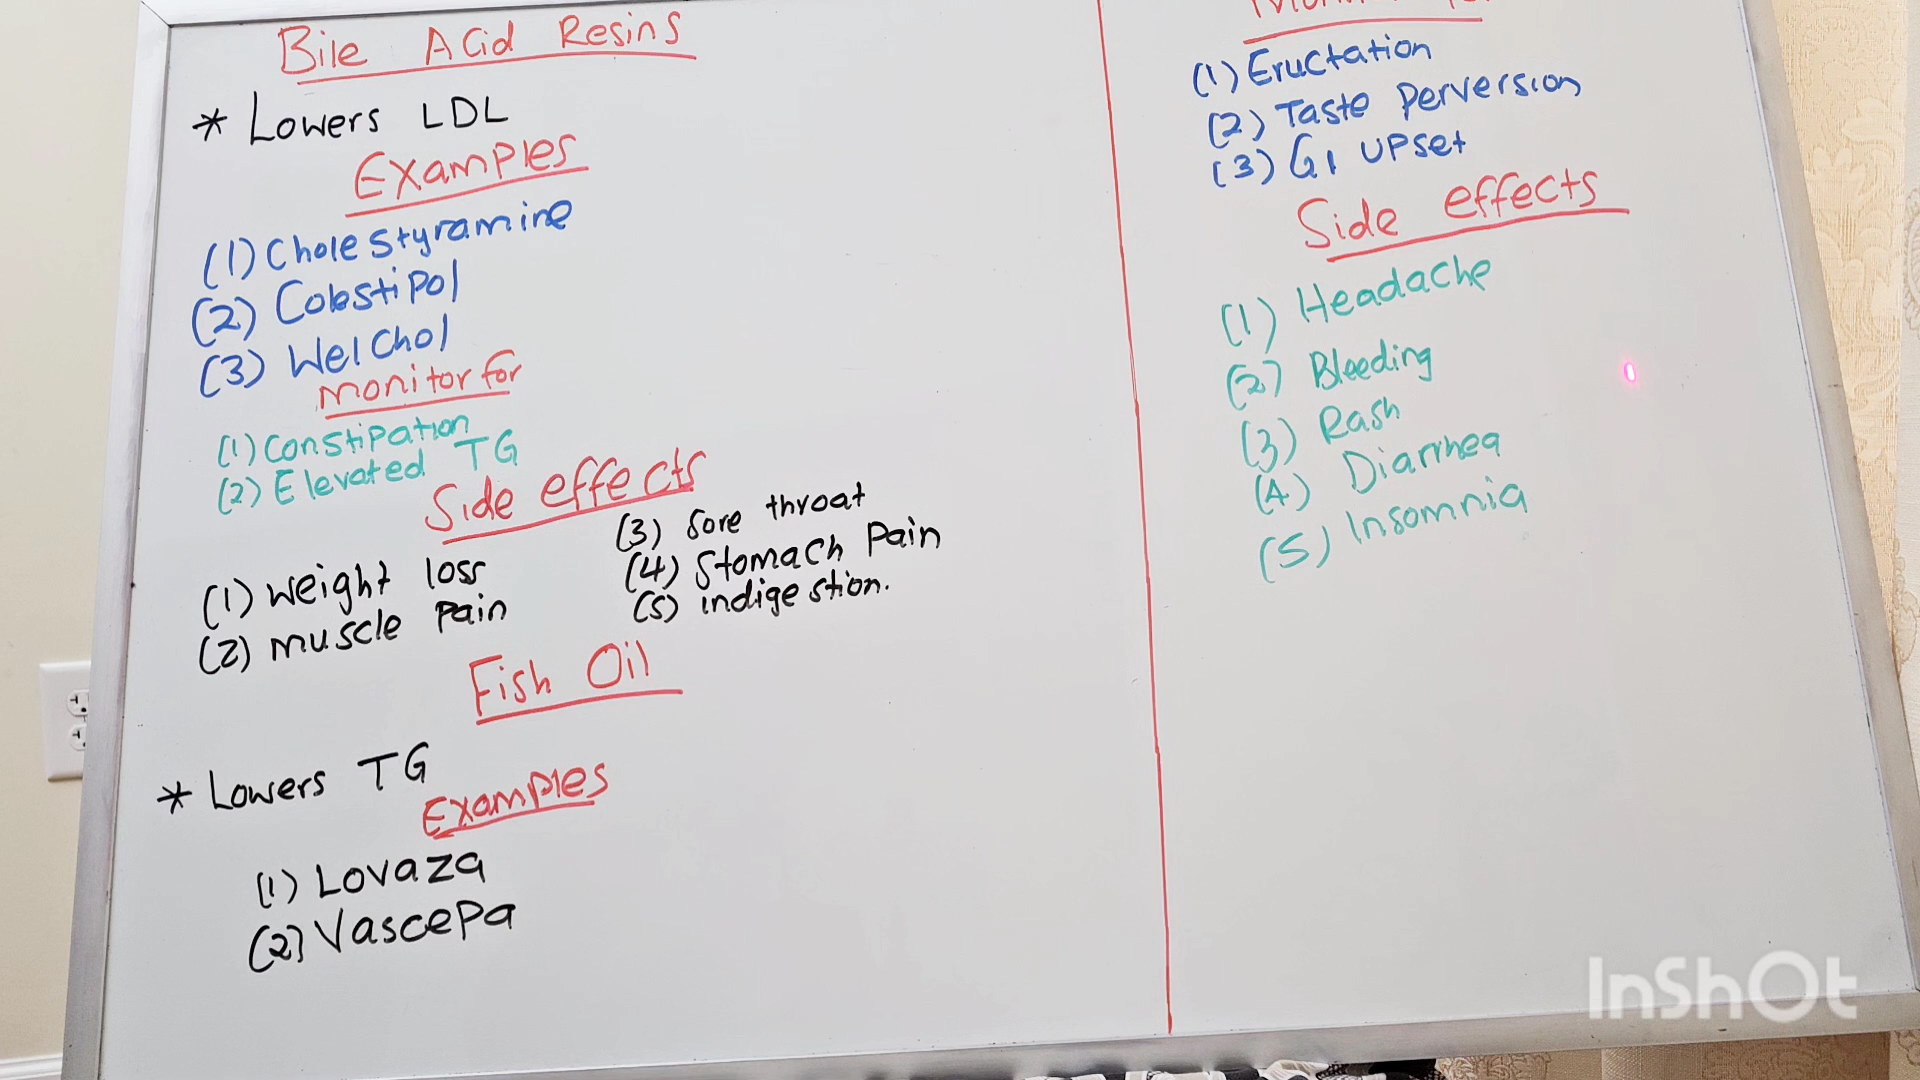 Bile Acid Resins
* Lowers LDL
Examples
(1) Cholestyramine
(2) Colestipol
(3) Welchol
monitor for
(1) Constipation
(2) Elevated TG
Side effects
(1) weight loss
(2) muscle pain
(3) Sore throat
(4) Stomach Pain
(5) indigestion.
Fish Oil
* Lowers TG
Examples
(1) Lovaza
(2) Vascepa
(1) Eructation
(2) Taste perversion
(3) GI upset
Side effects
(1) Headache
(2) Bleeding
(3) Rash
(4) Diarrhea
(5) Insomnia
InShOt